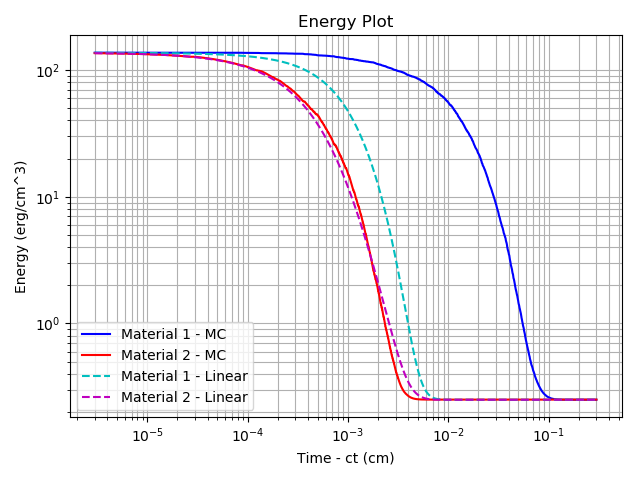 Energy Plot
Energy (erg/cm^3)
10^2
10^1
10^0
Material 1 - MC
Material 2 - MC
Material 1 - Linear
Material 2 - Linear
10^-5 10^-4 10^-3 10^-2 10^-1
Time - ct (cm)